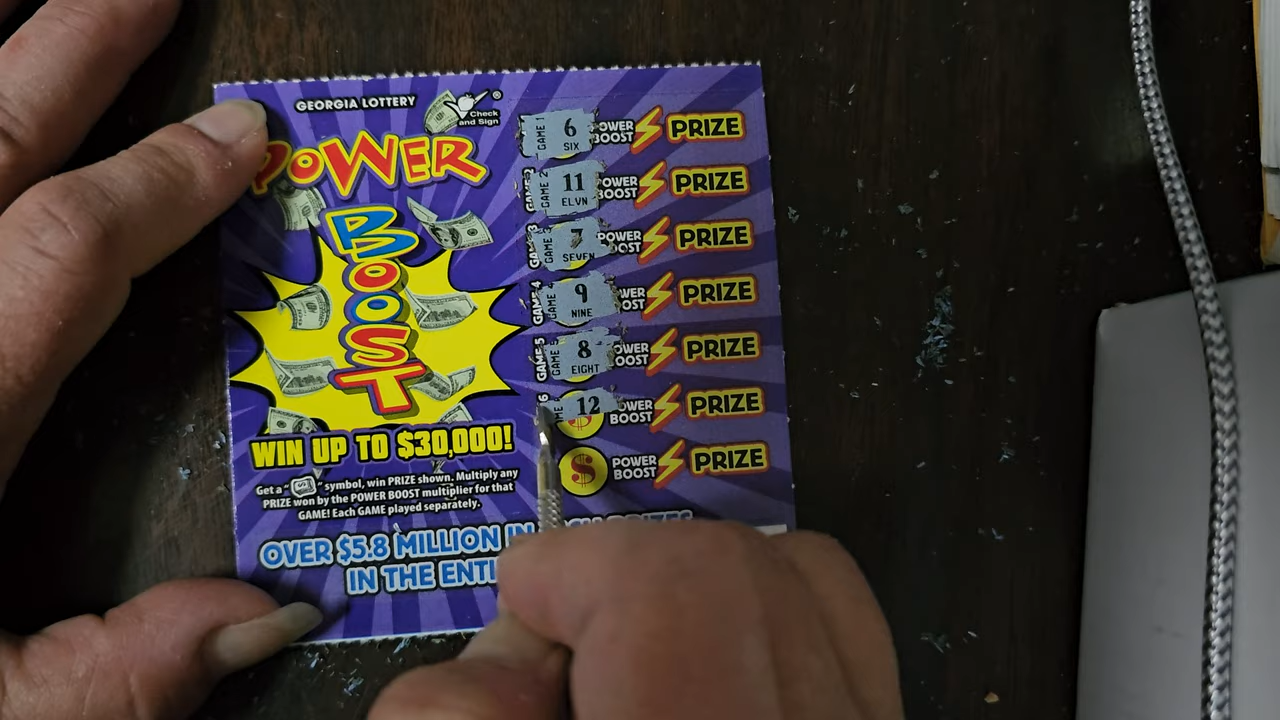 GEORGIA LOTTERY
Check
and Sign
POWER
BOOST
WIN UP TO $30,000!
Get a " " symbol, win PRIZE shown. Multiply any
PRIZE won by the POWER BOOST multiplier for that
GAME! Each GAME played separately.
OVER $5.8 MILLION IN
IN THE
GAME 1 6 SIX POWER BOOST PRIZE
GAME 2 11 ELVN POWER BOOST PRIZE
GAME 7 SEVEN POWER BOOST PRIZE
GAME 4 9 NINE POWER BOOST PRIZE
GAME 5 8 EIGHT POWER BOOST PRIZE
6 12 POWER BOOST PRIZE
$ POWER BOOST PRIZE